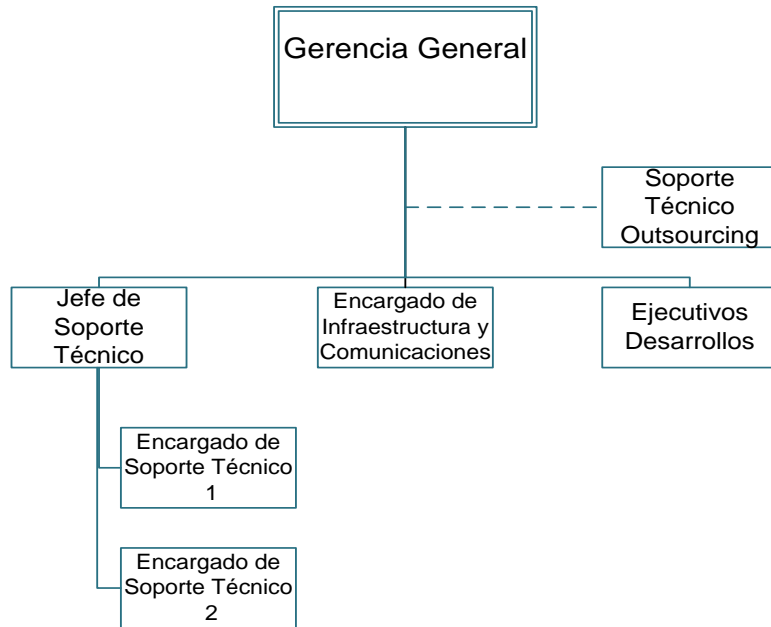 Gerencia General
Soporte
Técnico
Outsourcing
Jefe de
Soporte
Técnico
Encargado de
Infraestructura y
Comunicaciones
Ejecutivos
Desarrollos
Encargado de
Soporte Técnico
1
Encargado de
Soporte Técnico
2